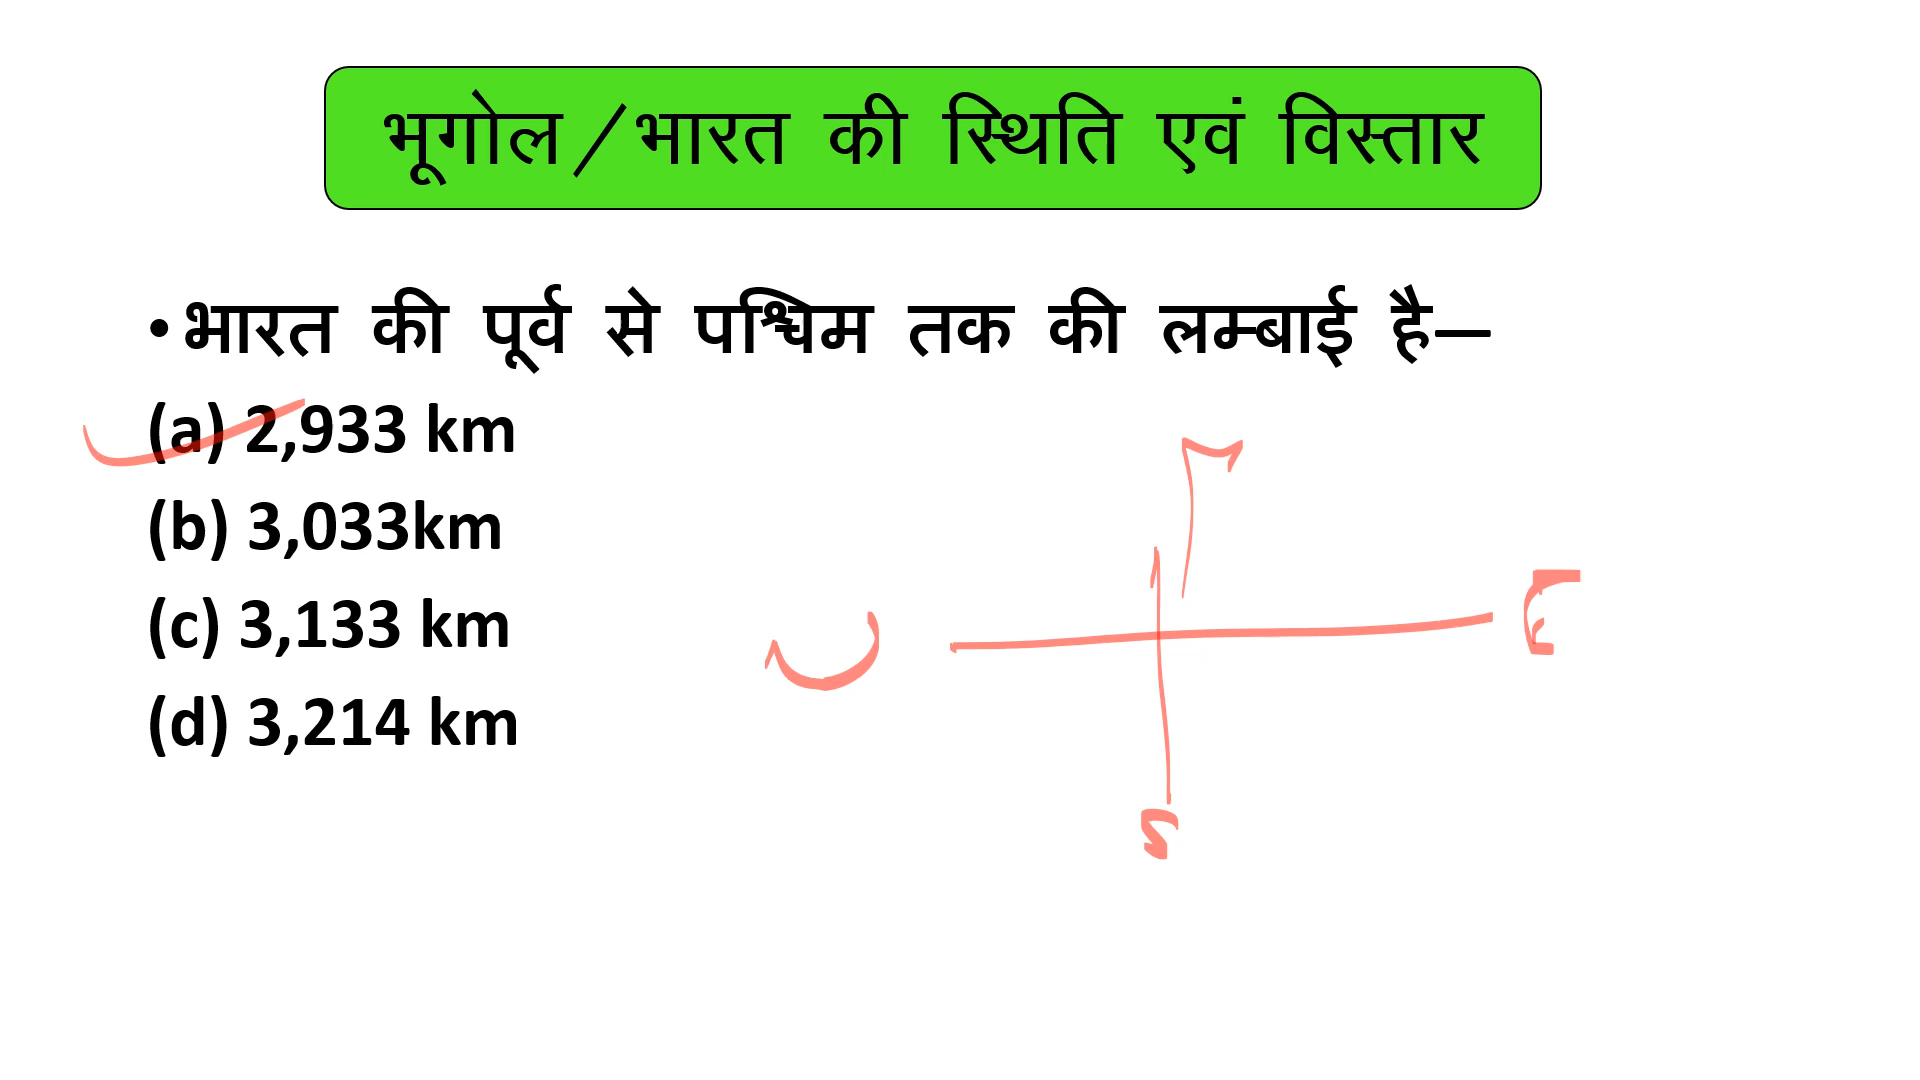 भूगोल/भारत की स्थिति एवं विस्तार
• भारत की पूर्व से पश्चिम तक की लम्बाई है—
(a) 2,933 km
(b) 3,033km
(c) 3,133 km
(d) 3,214 km